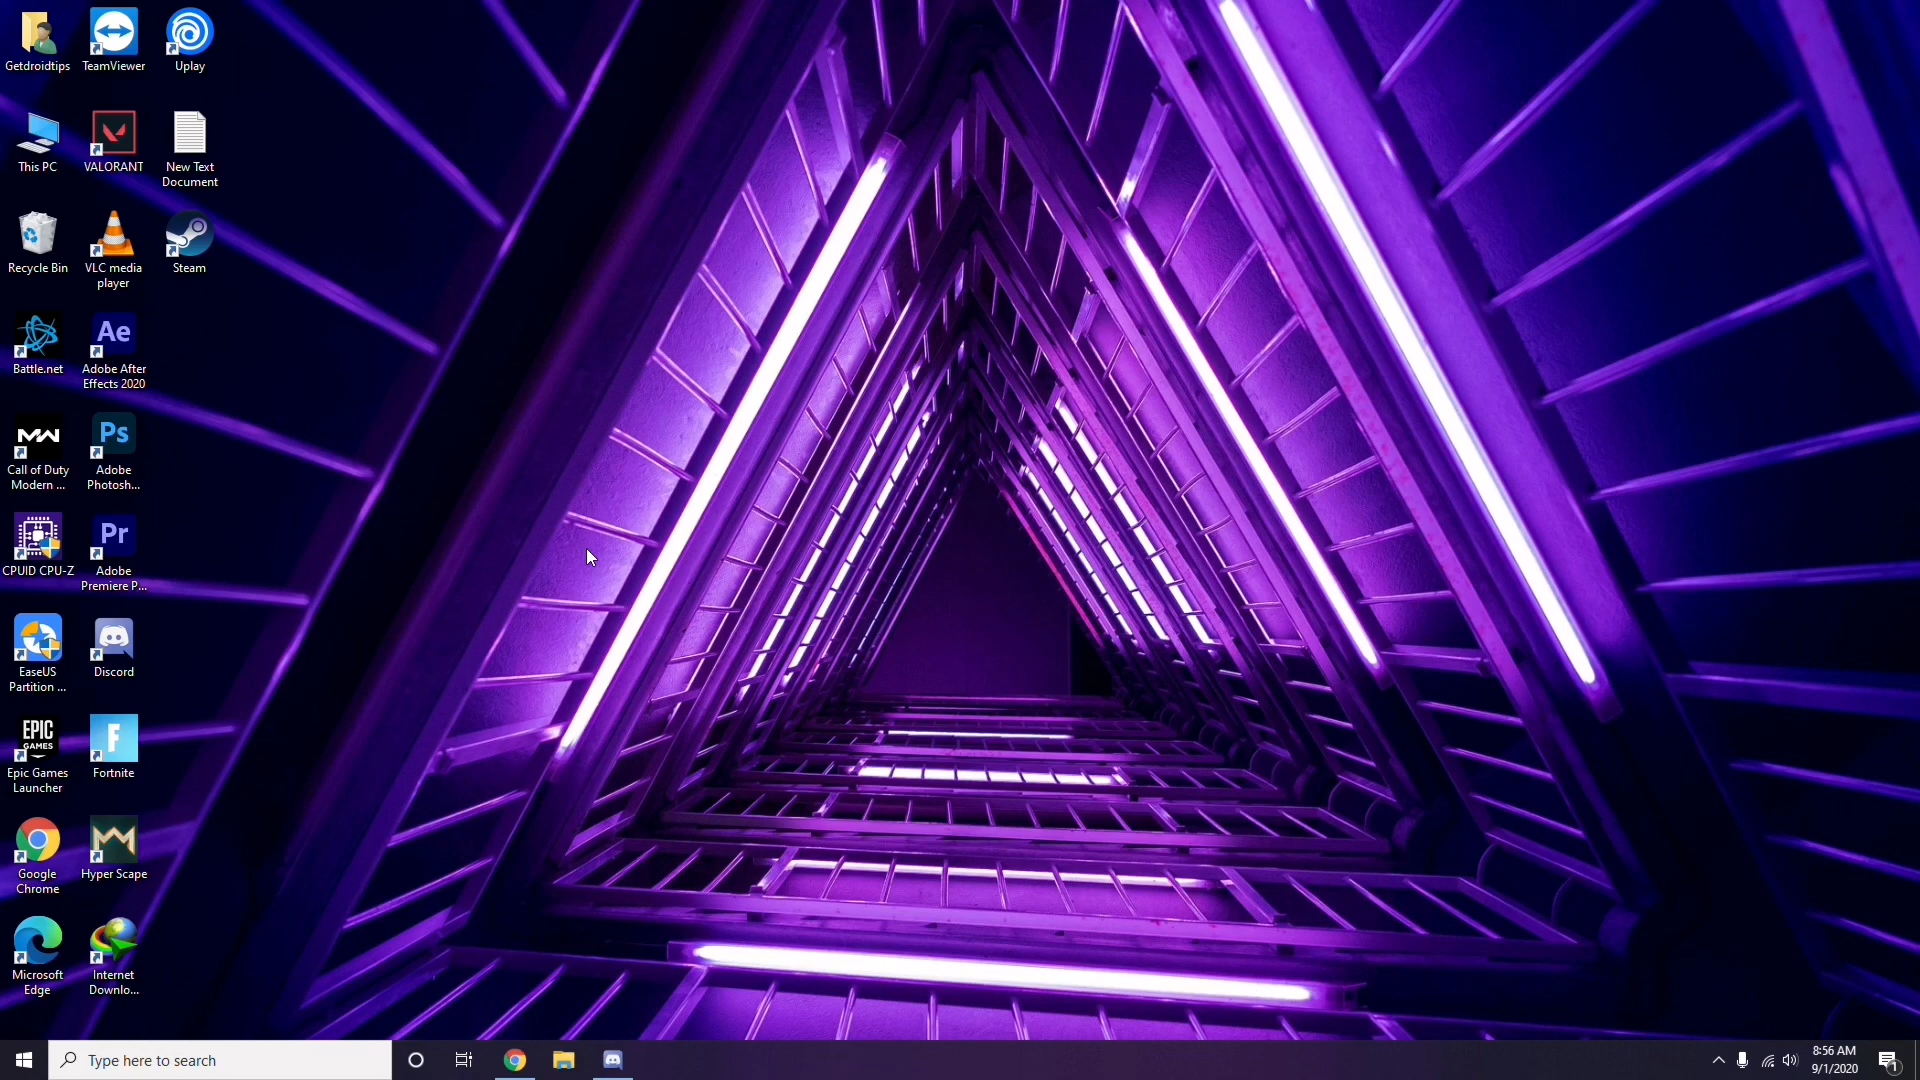 Getdroidtips
TeamViewer
Uplay
This PC
VALORANT
New Text
Document
Recycle Bin
VLC media
player
Steam
Battle.net
Ae
Adobe After
Effects 2020
MW
Call of Duty
Modern ...
Ps
Adobe
Photosh...
CPUID CPU-Z
Pr
Adobe
Premiere P...
EaseUS
Partition ...
Discord
EPIC
GAMES
Epic Games
Launcher
F
Fortnite
Google
Chrome
Hyper Scape
Microsoft
Edge
Internet
Downlo...
Type here to search
8:56 AM
9/1/2020
1